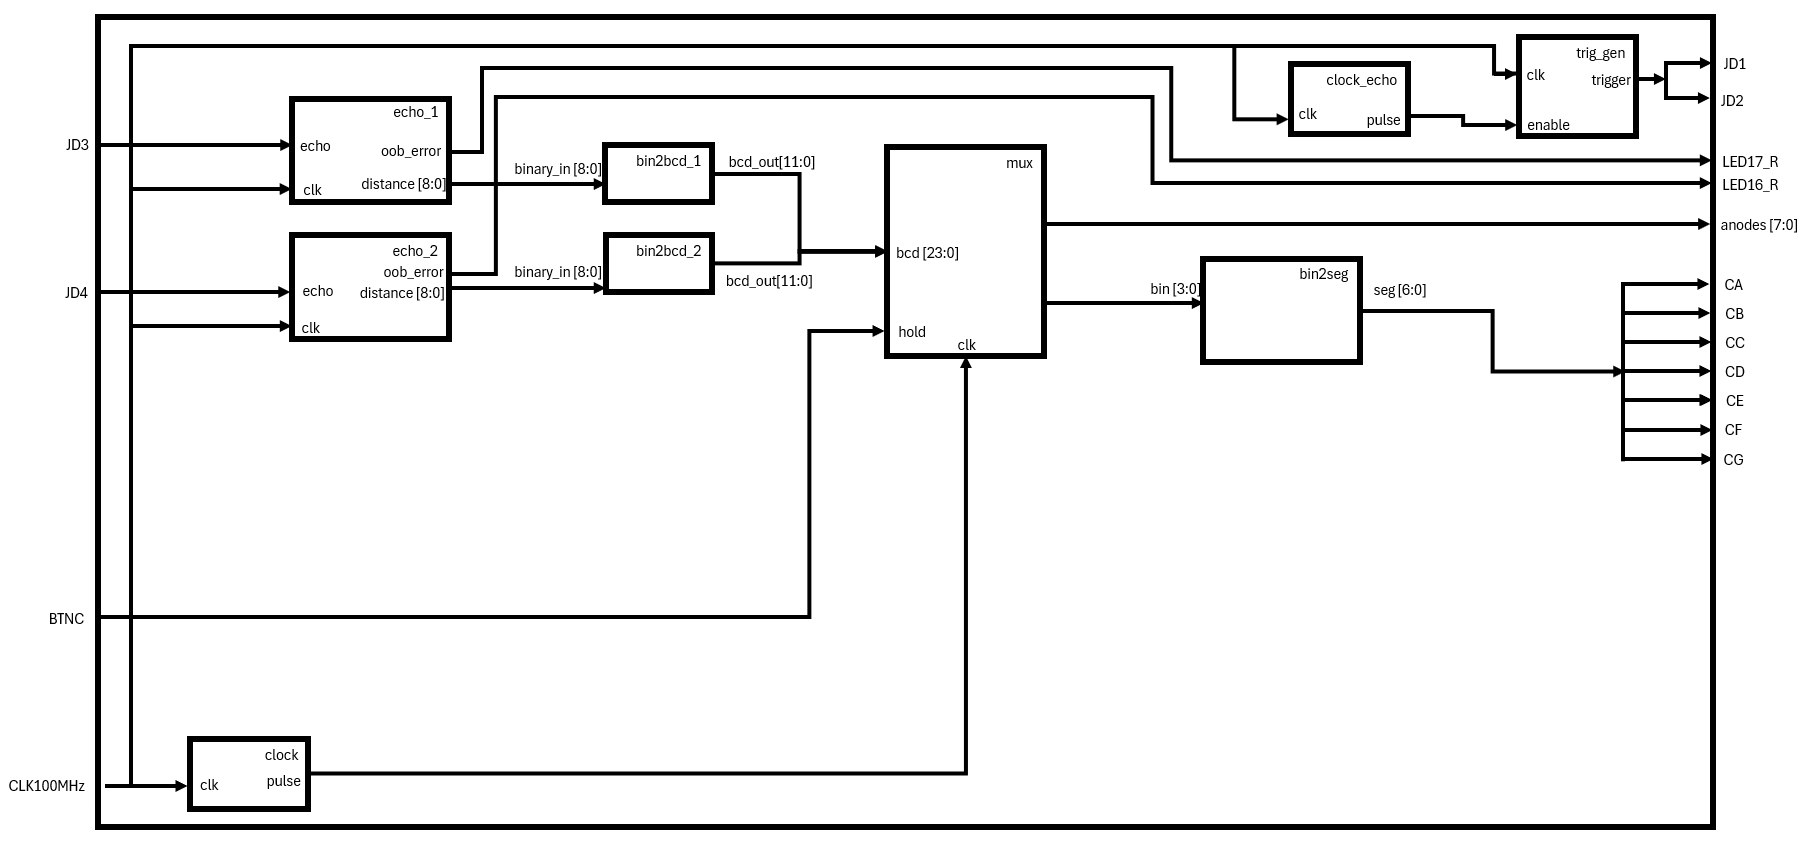 JD3
JD4
BTNC
CLK100MHz
echo_1
echo
oob_error
clk
distance [8:0]
echo_2
oob_error
echo
distance [8:0]
clk
binary_in [8:0]
bin2bcd_1
bcd_out[11:0]
binary_in [8:0]
bin2bcd_2
bcd_out[11:0]
mux
bcd [23:0]
hold
clk
clock
clk
pulse
clock_echo
clk
pulse
trig_gen
clk
trigger
enable
bin [3:0]
bin2seg
seg [6:0]
JD1
JD2
LED17_R
LED16_R
anodes [7:0]
CA
CB
CC
CD
CE
CF
CG